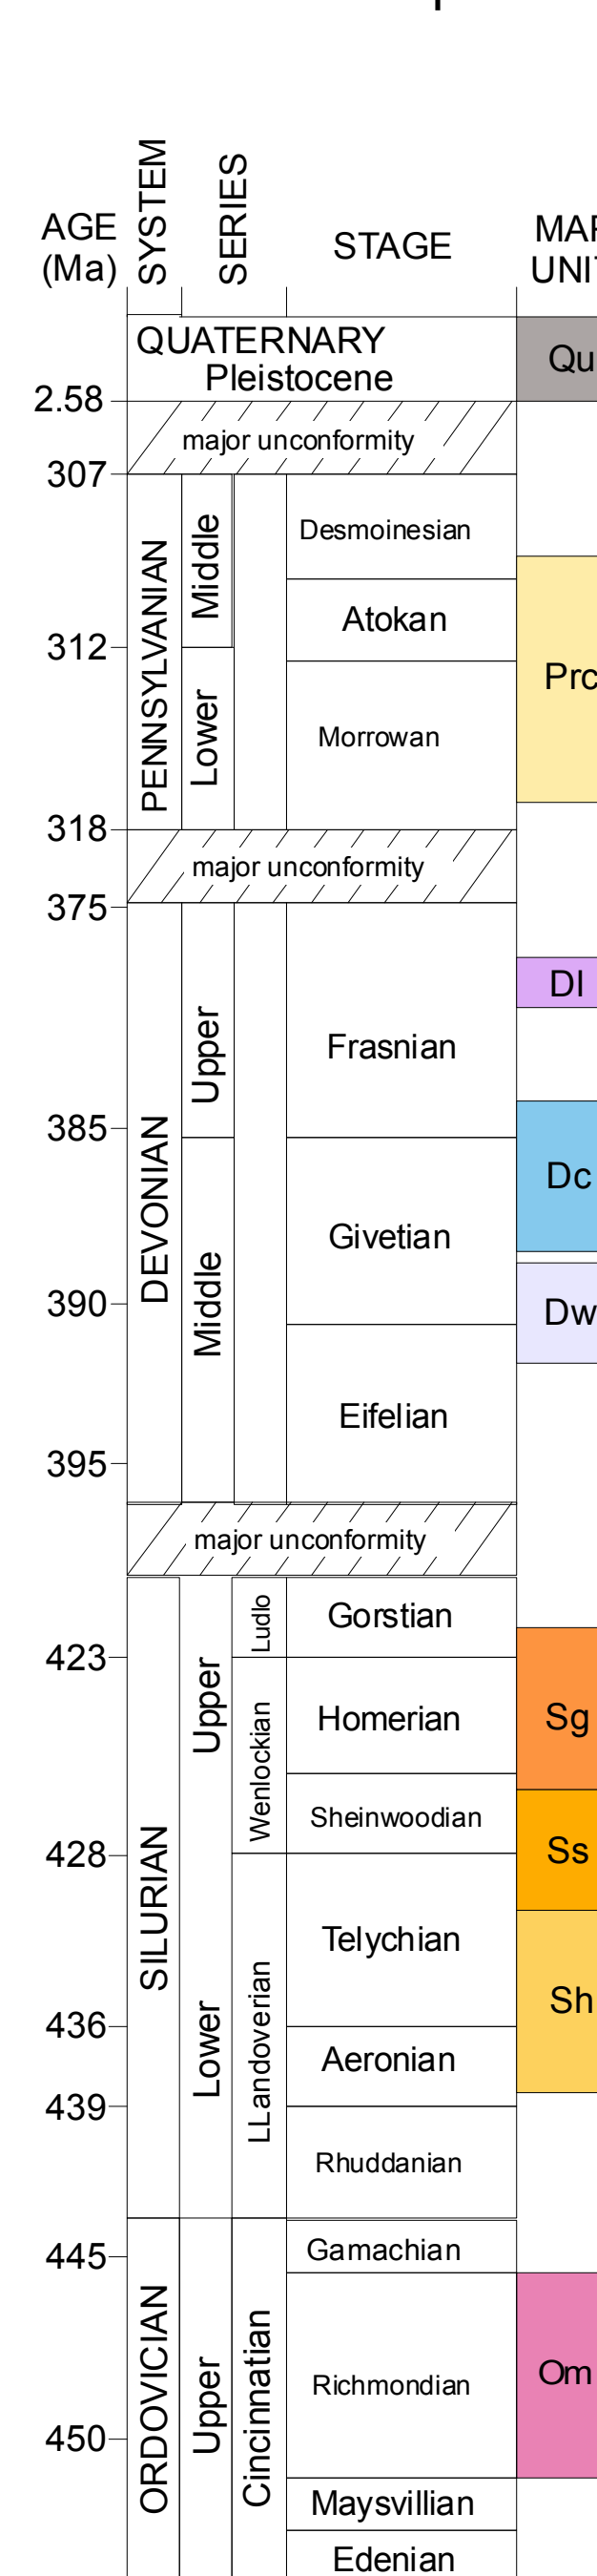 AGE
(Ma)
SYSTEM
SERIES
STAGE
MAP
UNI
QUATERNARY
Pleistocene
Qu
2.58
major unconformity
307
PENNSYLVANIAN
Middle
Desmoinesian
Atokan
Prc
312
Lower
Morrowan
318
major unconformity
375
DEVONIAN
Upper
Frasnian
Dl
385
Dc
Middle
Givetian
390
Dw
Eifelian
395
major unconformity
SILURIAN
Upper
Ludlo
Gorstian
423
Wenlockian
Homerian
Sg
Sheinwoodian
428
Ss
Lower
LLandoverian
Telychian
Sh
436
Aeronian
439
Rhuddanian
ORDOVICIAN
Upper
Cincinnatian
Gamachian
445
Richmondian
Om
450
Maysvillian
Edenian